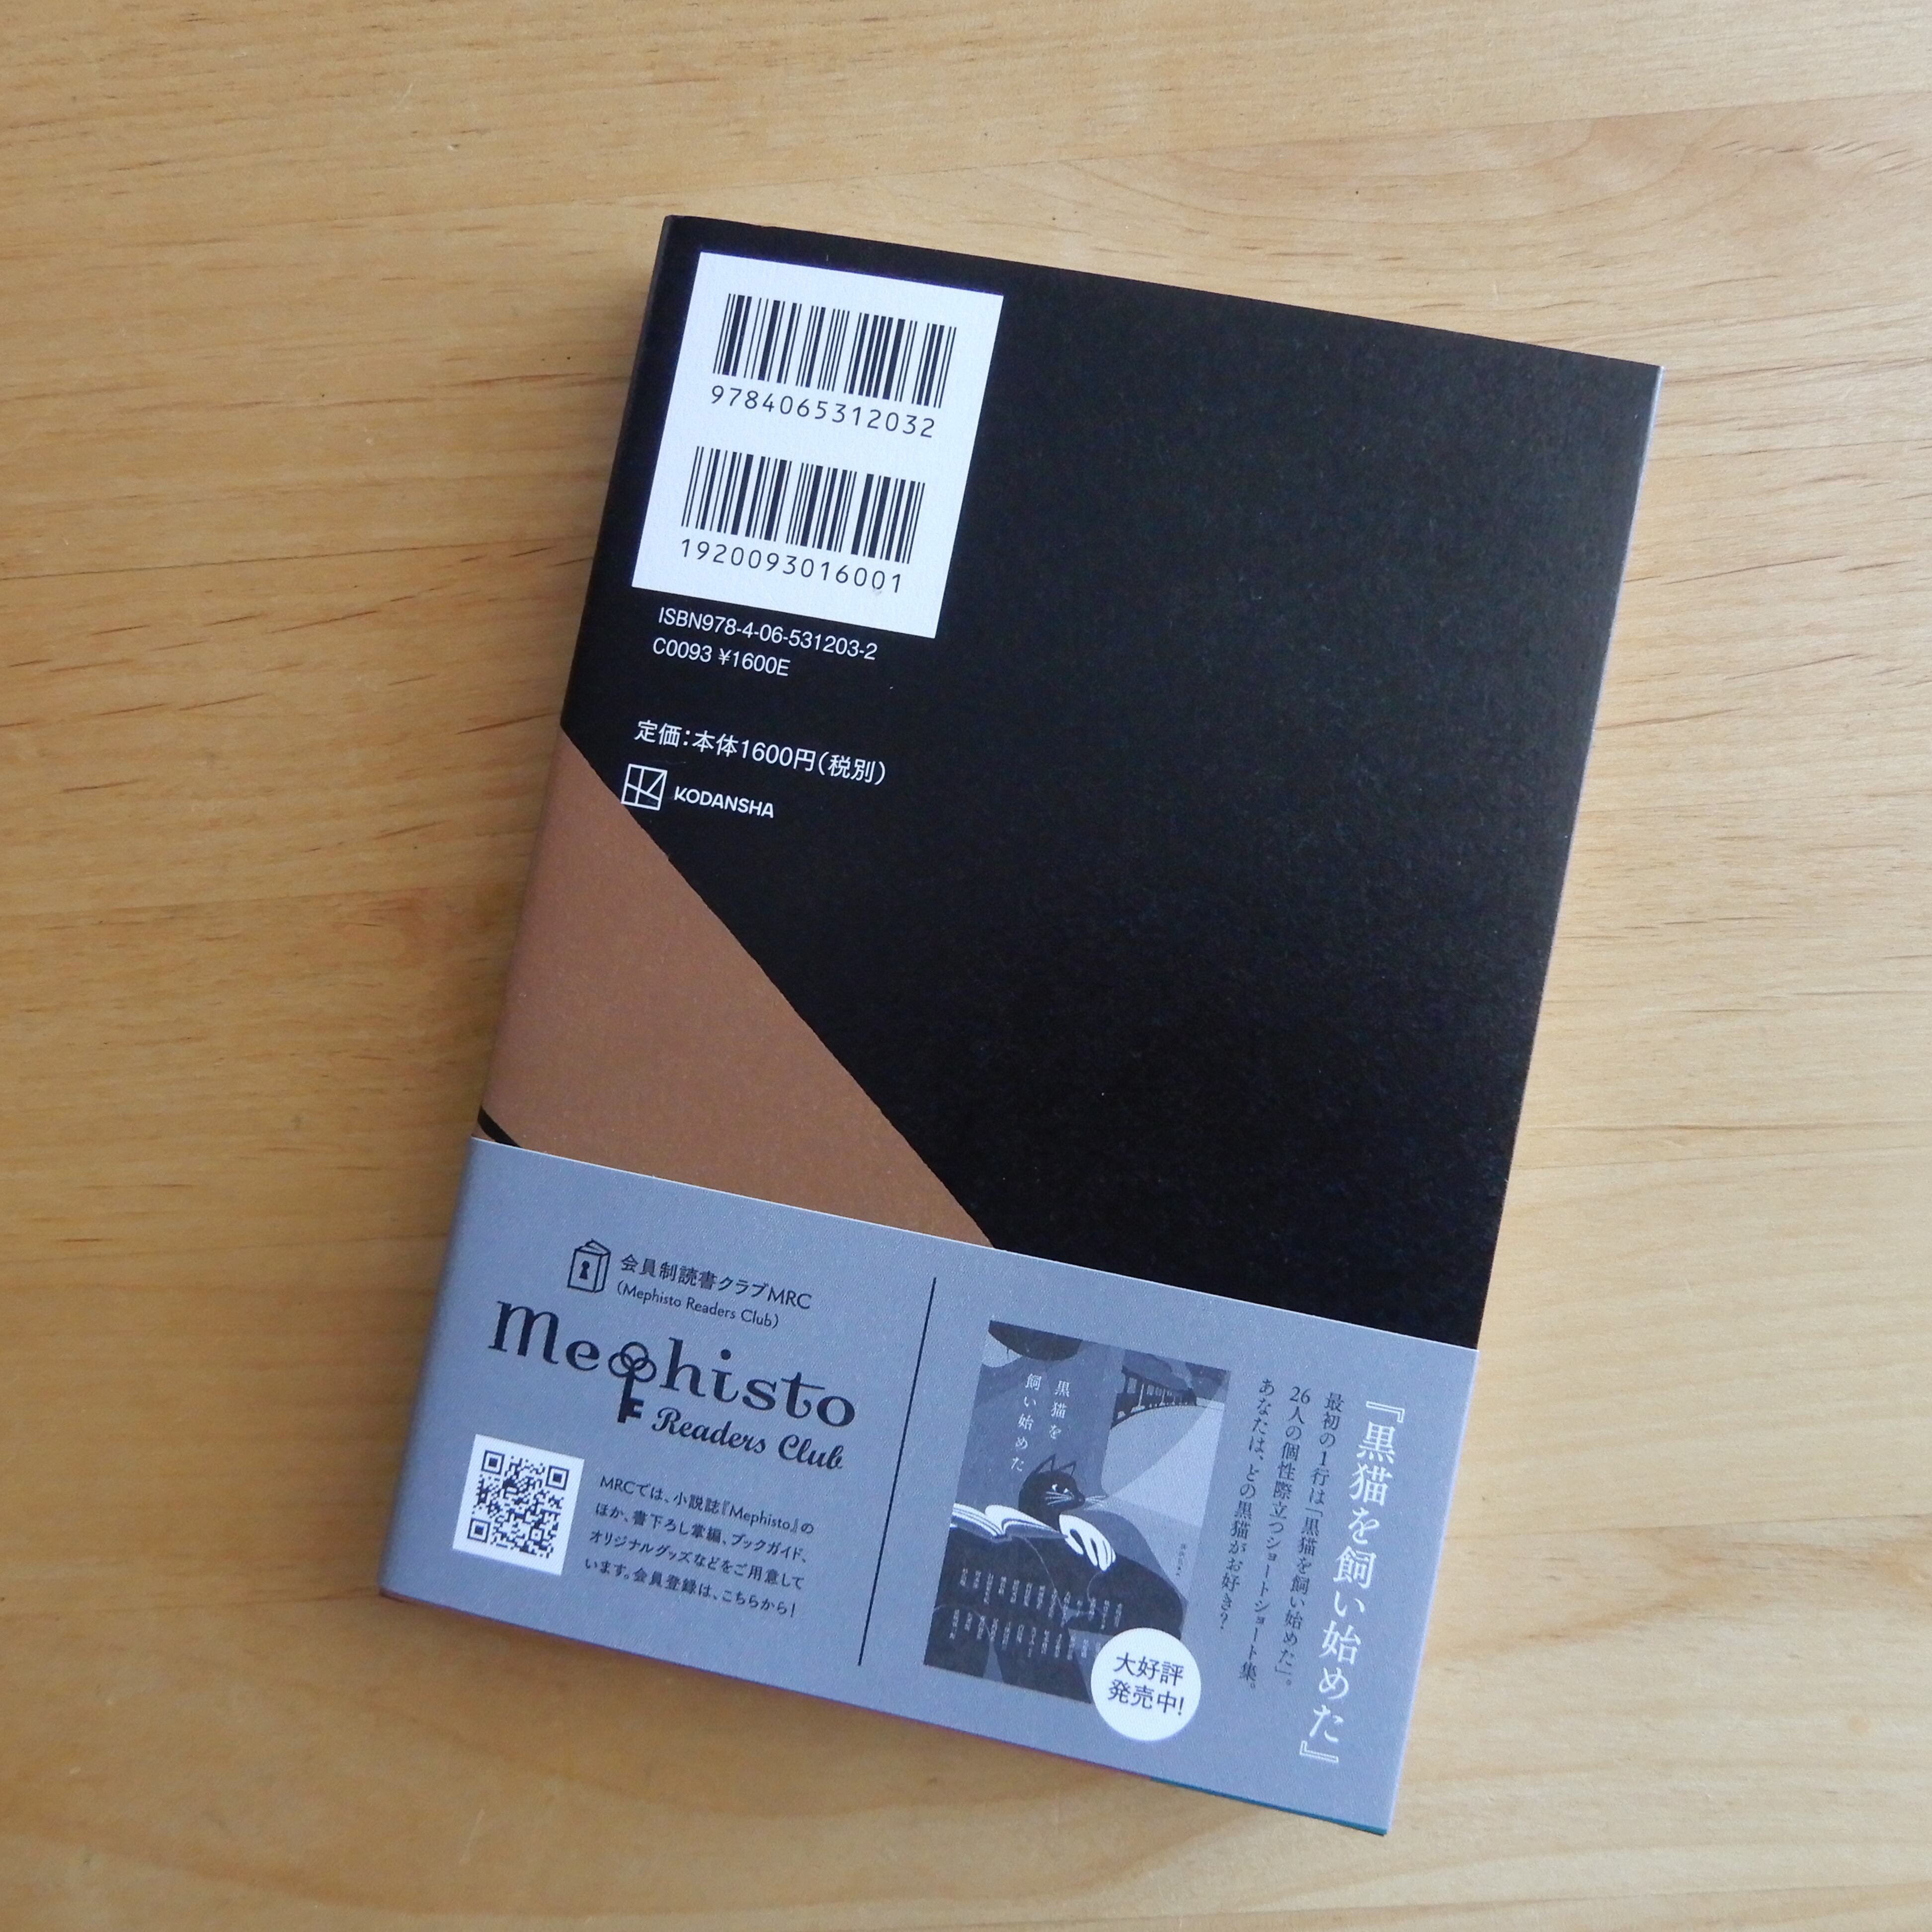 9784065312032
1920093016001
ISBN978-4-06-531203-2
C0093 ¥1600E
定価：本体1600円（税別）
KODANSHA
会員制読書クラブMRC
（Mephisto Readers Club）
Mephisto
Readers Club
MRCでは、小説誌『Mephisto』の
ほか、書下ろし掌編、ブックガイド、
オリジナルグッズなどをご用意して
います。会員登録は、こちらから！
『黒猫を飼い始めた』
最初の1行は「黒猫を飼い始めた」。
26人の個性際立つショートショート集。
あなたは、どの黒猫がお好き？
黒猫を
飼い始めた
大好評
発売中！